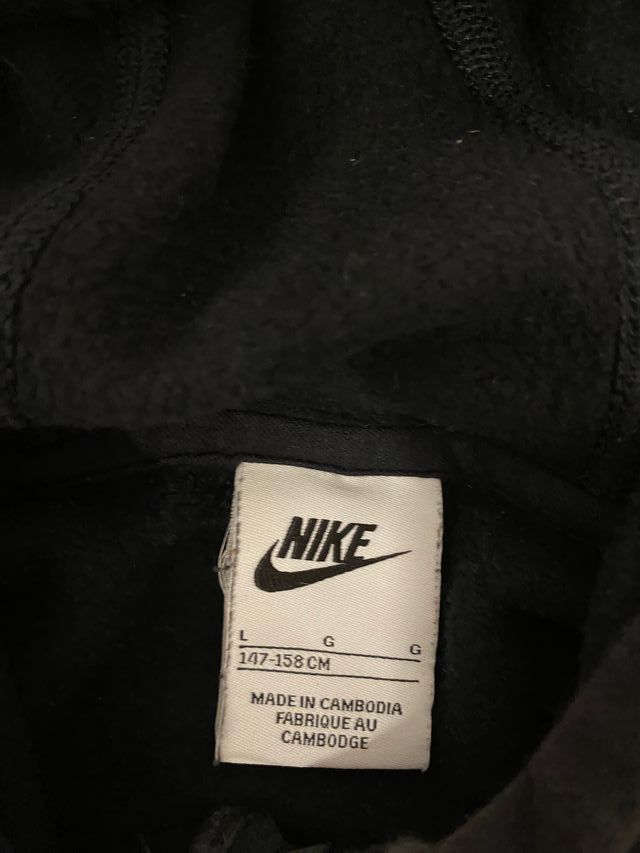 NIKE
L G G
147-158 CM
MADE IN CAMBODIA
FABRIQUE AU
CAMBODGE